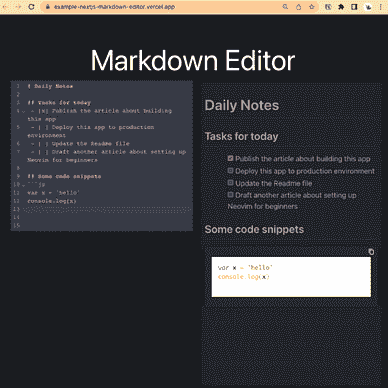 example-nextjs-markdown-editor.vercel.app
Markdown Editor
1 # Daily Notes
2
3 ## Tasks for today
4 - [x] Publish the article about building
this app
5 - [ ] Deploy this app to production
environment
6 - [ ] Update the Readme file
7 - [ ] Draft another article about setting up
Neovim for beginners
8
9 ## Some code snippets
10 ```js
11 var x = 'hello'
12 console.log(x)
13
14
15
Daily Notes
Tasks for today
Publish the article about building this app
Deploy this app to production environment
Update the Readme file
Draft another article about setting up
Neovim for beginners
Some code snippets
var x = 'hello'
console.log(x)